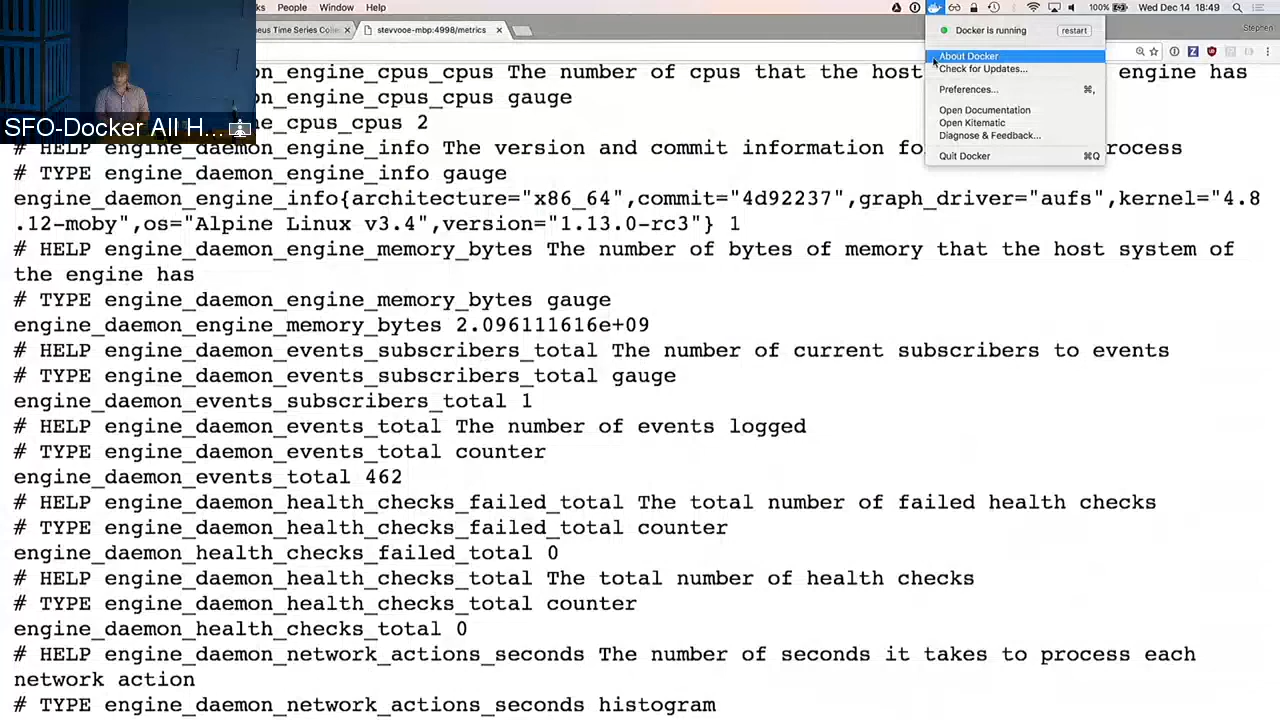 ks People Window Help
100% Wed Dec 14 18:49
eus Time Series Collec ×
stevvooe-mbp:4998/metrics ×
Stephen
Docker is running restart
About Docker
Check for Updates...
Preferences... ⌘,
Open Documentation
Open Kitematic
Diagnose & Feedback...
Quit Docker ⌘Q
SFO-Docker All H...
on_engine_cpus_cpus The number of cpus that the host engine has
on_engine_cpus_cpus gauge
ne_cpus_cpus 2
# HELP engine_daemon_engine_info The version and commit information fo rocess
# TYPE engine_daemon_engine_info gauge
engine_daemon_engine_info{architecture="x86_64",commit="4d92237",graph_driver="aufs",kernel="4.8
.12-moby",os="Alpine Linux v3.4",version="1.13.0-rc3"} 1
# HELP engine_daemon_engine_memory_bytes The number of bytes of memory that the host system of
the engine has
# TYPE engine_daemon_engine_memory_bytes gauge
engine_daemon_engine_memory_bytes 2.096111616e+09
# HELP engine_daemon_events_subscribers_total The number of current subscribers to events
# TYPE engine_daemon_events_subscribers_total gauge
engine_daemon_events_subscribers_total 1
# HELP engine_daemon_events_total The number of events logged
# TYPE engine_daemon_events_total counter
engine_daemon_events_total 462
# HELP engine_daemon_health_checks_failed_total The total number of failed health checks
# TYPE engine_daemon_health_checks_failed_total counter
engine_daemon_health_checks_failed_total 0
# HELP engine_daemon_health_checks_total The total number of health checks
# TYPE engine_daemon_health_checks_total counter
engine_daemon_health_checks_total 0
# HELP engine_daemon_network_actions_seconds The number of seconds it takes to process each
network action
# TYPE engine_daemon_network_actions_seconds histogram